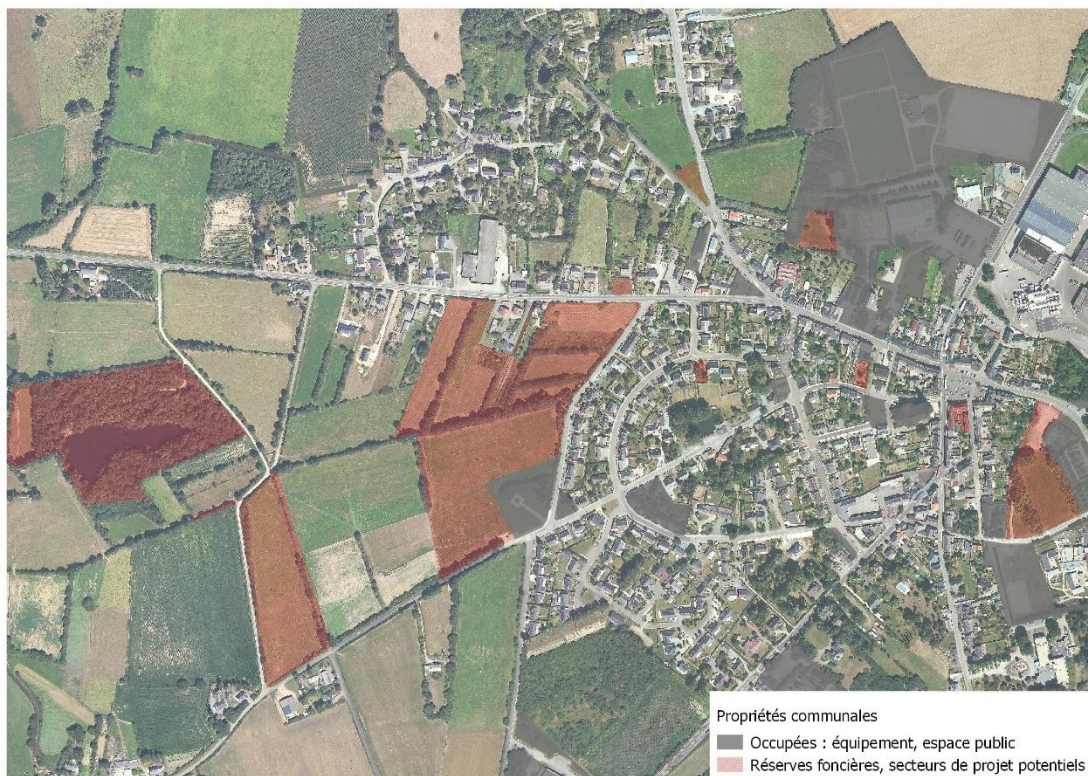 Propriétés communales
Occupées : équipement, espace public
Réserves foncières, secteurs de projet potentiels